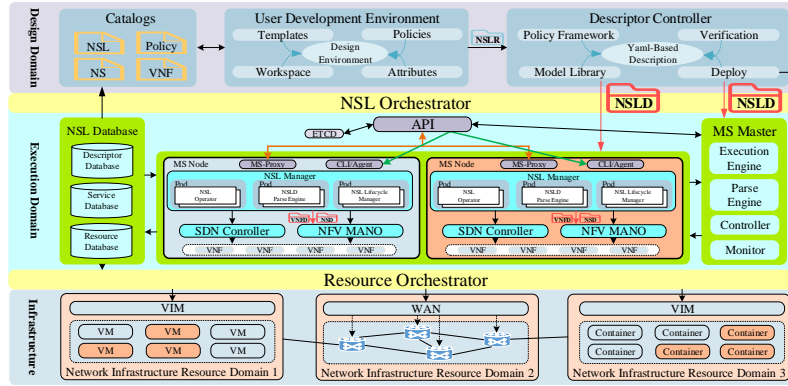 Design Domain
Catalogs
NSL
Policy
NS
VNF
User Development Environment
Templates
Policies
Design
Environment
Workspace
Attributes
NSLR
Descriptor Controller
Policy Framework
Verification
Yaml-Based
Description
Model Library
Deploy
NSLD
NSLD
NSL Orchestrator
Execution Domain
NSL Database
Descriptor
Database
Service
Database
Resource
Database
ETCD
API
MS Node
MS-Proxy
CLI/Agent
NSL Manager
Pod
NSL
Operator
Pod
NSLD
Parse Engine
Pod
NSL Lifecycle
Manager
VNFD
NSD
SDN Conroller
NFV MANO
VNF
VNF
VNF
VNF
MS Node
MS-Proxy
CLI/Agent
NSL Manager
Pod
NSL
Operator
Pod
NSLD
Parse Engine
Pod
NSL Lifecycle
Manager
VNFD
NSD
SDN Conroller
NFV MANO
VNF
VNF
VNF
VNF
MS Master
Execution
Engine
Parse
Engine
Controller
Monitor
Resource Orchestrator
Infrastructure
VIM
VM
VM
VM
VM
VM
VM
Network Infrastructure Resource Domain 1
WAN
Network Infrastructure Resource Domain 2
VIM
Container
Container
Container
Container
Container
Container
Network Infrastructure Resource Domain 3